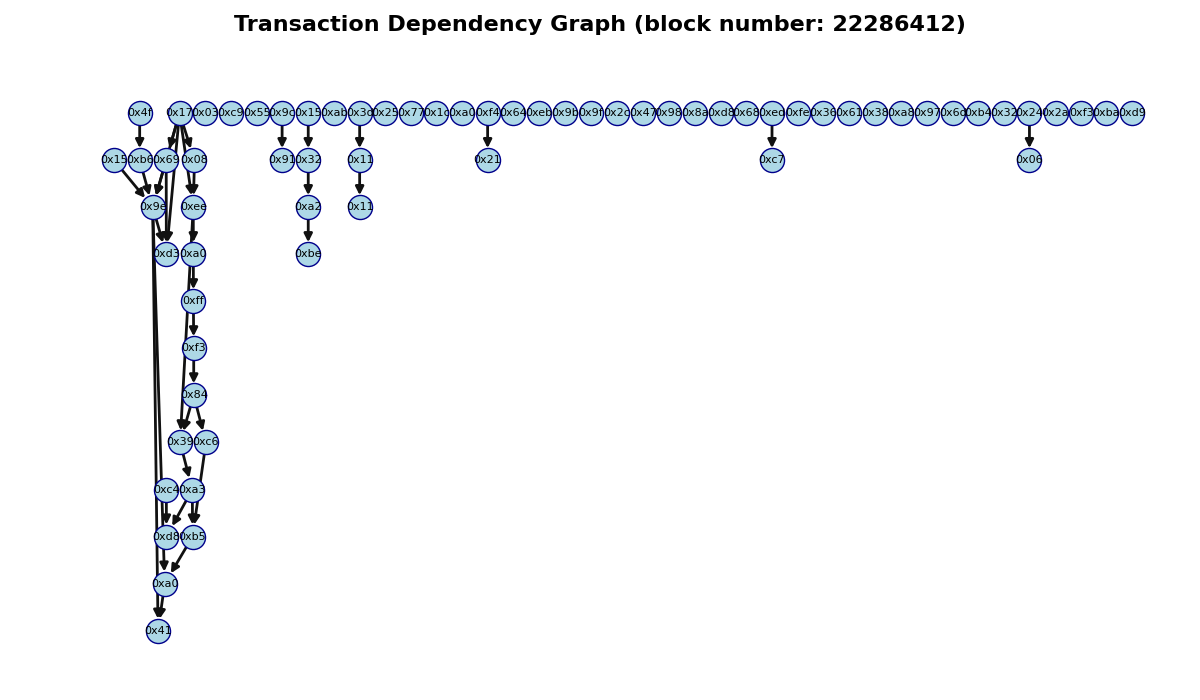 Transaction Dependency Graph (block number: 22286412)
0x4f 0x17 0x03 0xc9 0x55 0x9c 0x15 0xab 0x3d 0x25 0x77 0x1c 0xa0 0xf4 0x64 0xeb 0x9b 0x9f 0x2c 0x47 0x98 0x8a 0xd8 0x68 0xed 0xfe 0x36 0x61 0x38 0xa8 0x97 0x6d 0xb4 0x32 0x24 0x2a 0xf3 0xba 0xd9
0x15 0xb6 0x69 0x08 0x91 0x32 0x11 0x21 0xc7 0x06
0x9e 0xee 0xa2 0x11
0xd3 0xa0 0xbe
0xff
0xf3
0x84
0x39 0xc6
0xc4 0xa3
0xd8 0xb5
0xa0
0x41